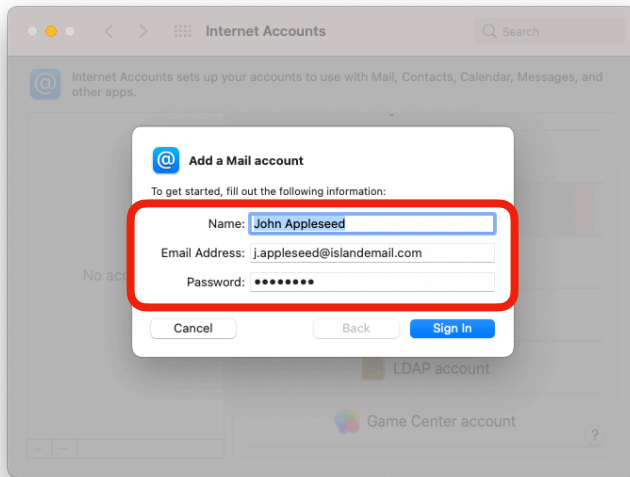 Internet Accounts
Search
Internet Accounts sets up your accounts to use with Mail, Contacts, Calendar, Messages, and
other apps.
@ Add a Mail account
To get started, fill out the following information:
Name: John Appleseed
Email Address: j.appleseed@islandemail.com
Password: ••••••••
No acc
Cancel Back Sign In
LDAP account
Game Center account
+ − ?